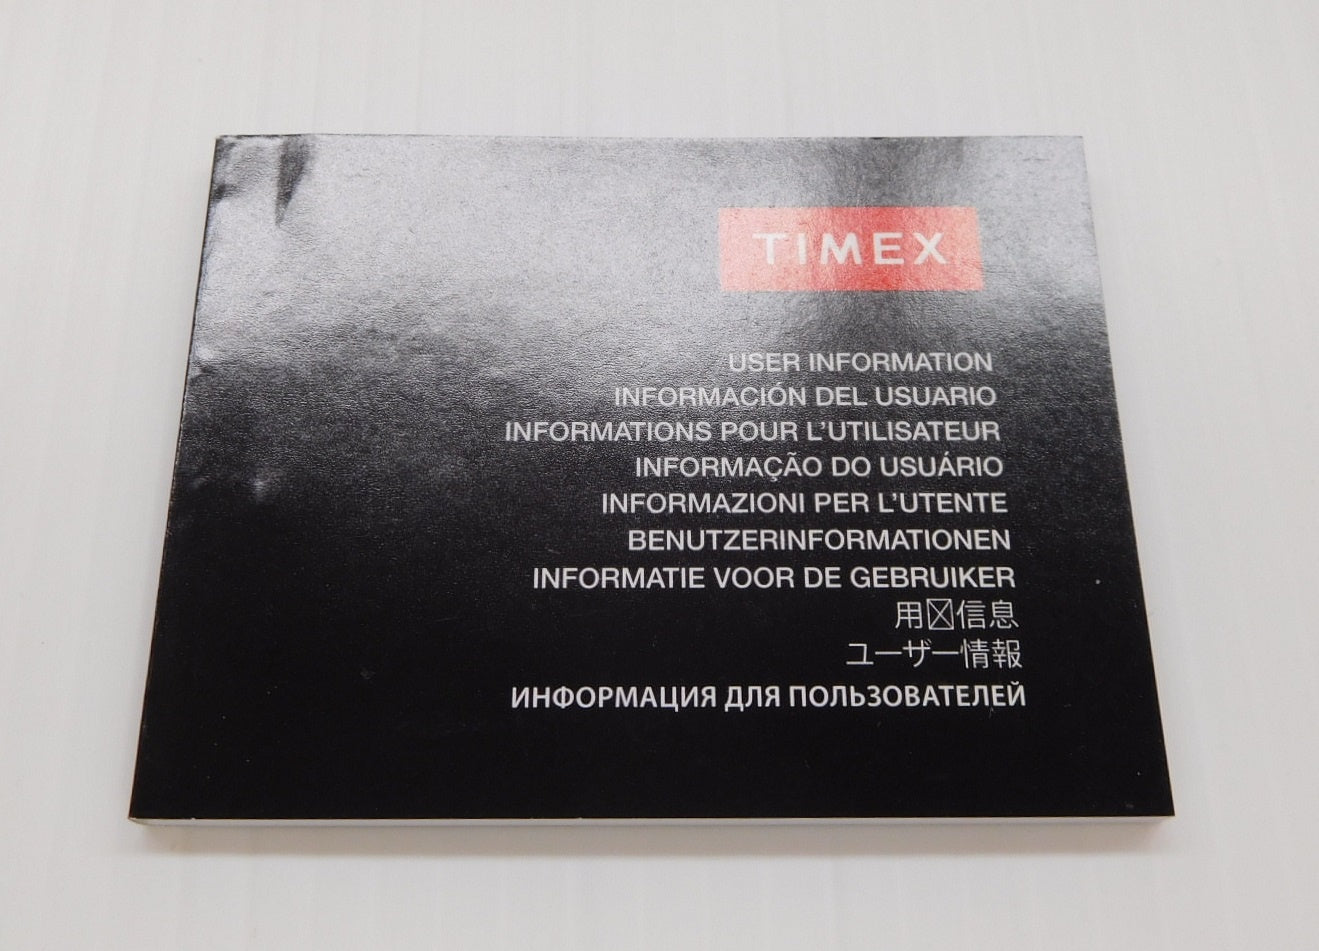 TIMEX
USER INFORMATION
INFORMACIÓN DEL USUARIO
INFORMATIONS POUR L'UTILISATEUR
INFORMAÇÃO DO USUÁRIO
INFORMAZIONI PER L'UTENTE
BENUTZERINFORMATIONEN
INFORMATIE VOOR DE GEBRUIKER
用☒信息
ユーザー情報
ИНФОРМАЦИЯ ДЛЯ ПОЛЬЗОВАТЕЛЕЙ